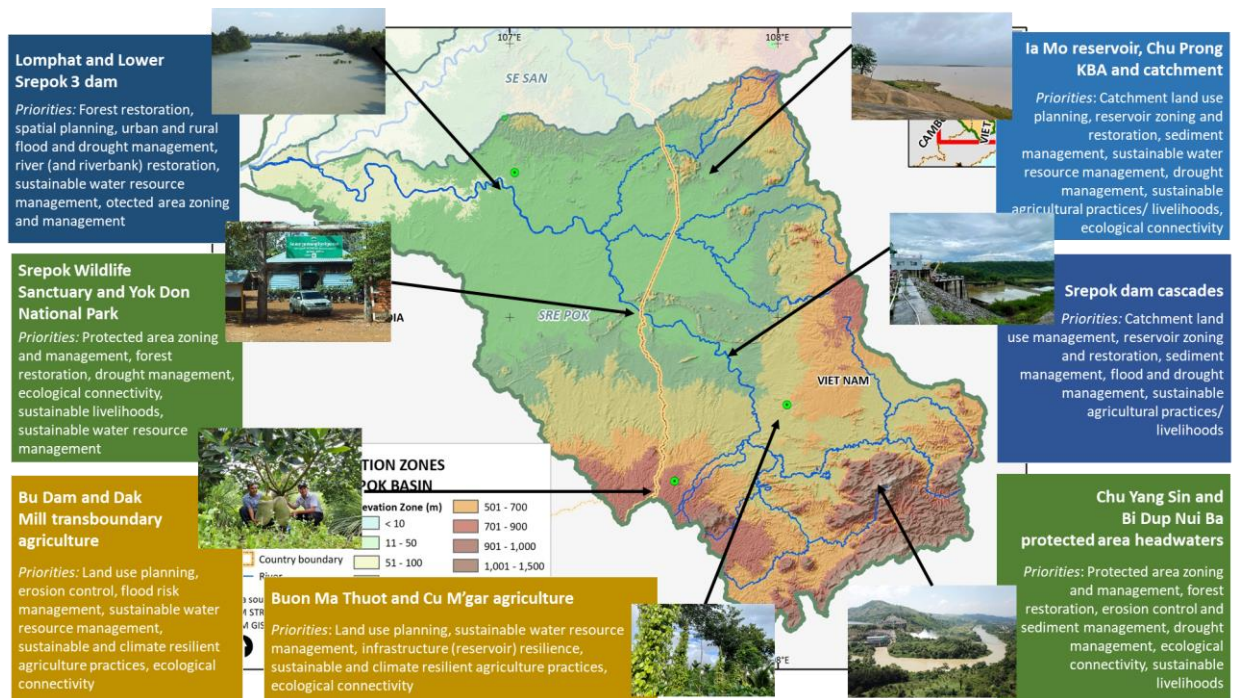 Lomphat and Lower
Srepok 3 dam
Priorities: Forest restoration,
spatial planning, urban and rural
flood and drought management,
river (and riverbank) restoration,
sustainable water resource
management, otected area zoning
and management
Srepok Wildlife
Sanctuary and Yok Don
National Park
Priorities: Protected area zoning
and management, forest
restoration, drought management,
ecological connectivity,
sustainable livelihoods,
sustainable water resource
management
Bu Dam and Dak
Mill transboundary
agriculture
Priorities: Land use planning,
erosion control, flood risk
management, sustainable water
resource management,
sustainable and climate resilient
agriculture practices, ecological
connectivity
107°E
108°E
SE SAN
SRE POK
DIA
VIET NAM
CAMBO
VIET
TION ZONES
POK BASIN
evation Zone (m)
< 10
11 - 50
51 - 100
501 - 700
701 - 900
901 - 1,000
1,001 - 1,500
Country boundary
River
a sou
M STR
M GIS
08°E
Buon Ma Thuot and Cu M'gar agriculture
Priorities: Land use planning, sustainable water resource
management, infrastructure (reservoir) resilience,
sustainable and climate resilient agriculture practices,
ecological connectivity
Ia Mo reservoir, Chu Prong
KBA and catchment
Priorities: Catchment land use
planning, reservoir zoning and
restoration, sediment
management, sustainable water
resource management, drought
management, sustainable
agricultural practices/ livelihoods,
ecological connectivity
Srepok dam cascades
Priorities: Catchment land
use management, reservoir zoning
and restoration, sediment
management, flood and drought
management, sustainable
agricultural practices/
livelihoods
Chu Yang Sin and
Bi Dup Nui Ba
protected area headwaters
Priorities: Protected area zoning
and management, forest
restoration, erosion control and
sediment management, drought
management, ecological
connectivity, sustainable
livelihoods